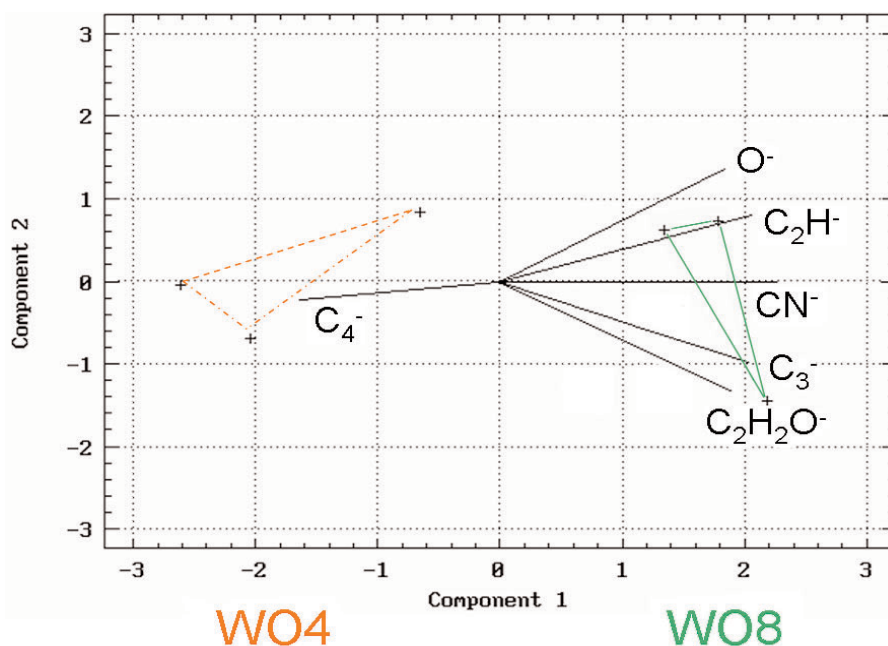 3
2
1
0
-1
-2
-3
Component 2
O⁻
C₂H⁻
CN⁻
C₄⁻
C₃⁻
C₂H₂O⁻
-3 -2 -1 0 1 2 3
Component 1
WO4 WO8